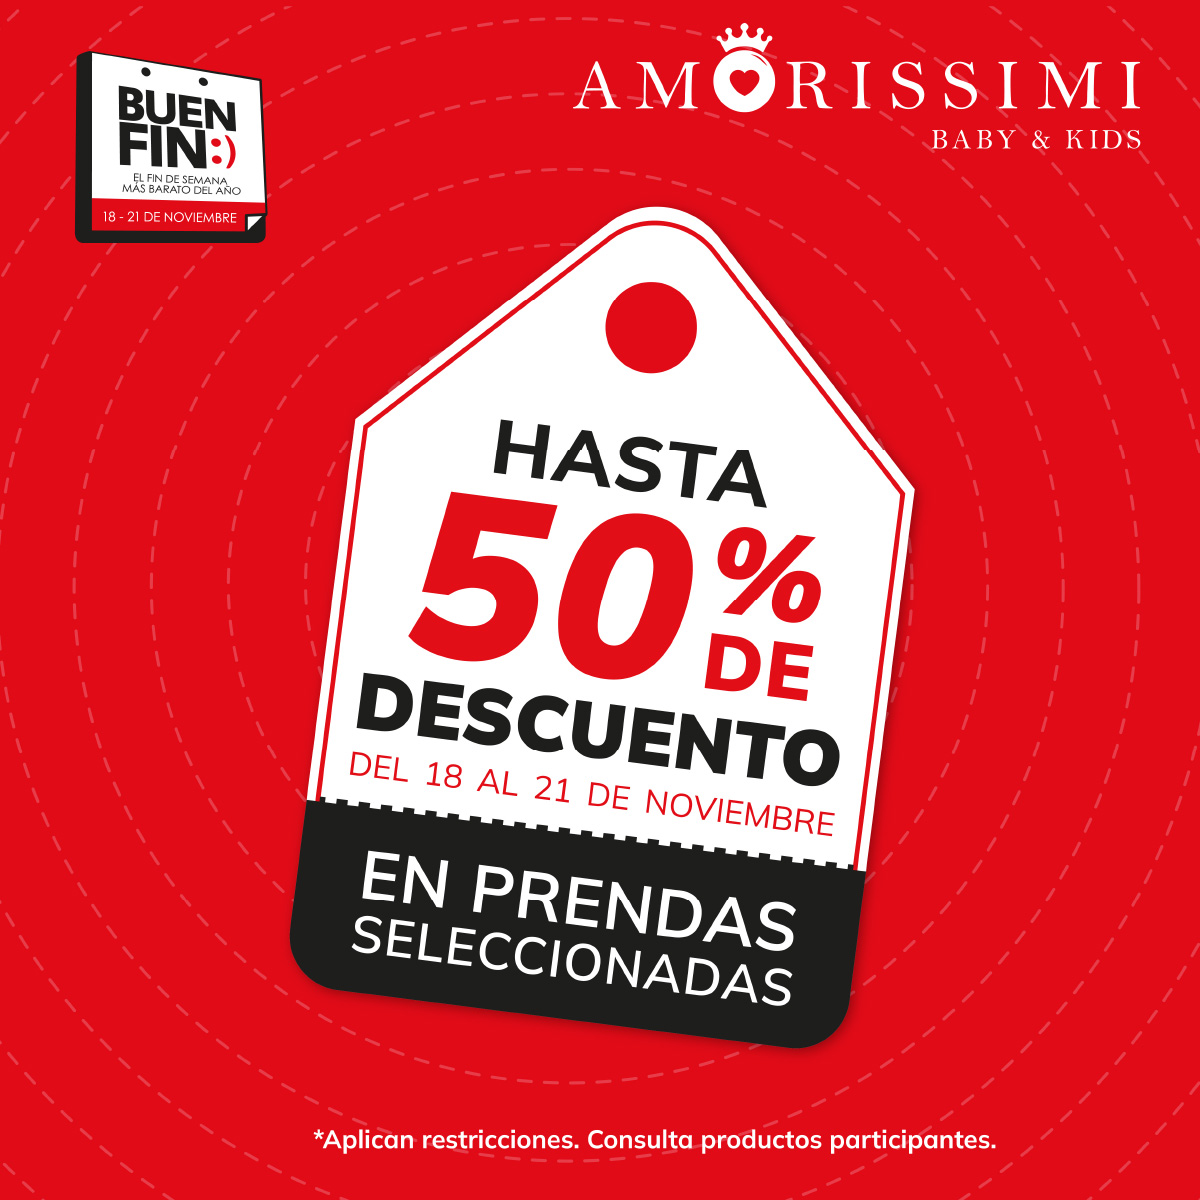 BUEN
FIN:)
EL FIN DE SEMANA
MÁS BARATO DEL AÑO
18 - 21 DE NOVIEMBRE
AMORISSIMI
BABY & KIDS
HASTA
50%
DE
DESCUENTO
DEL 18 AL 21 DE NOVIEMBRE
EN PRENDAS
SELECCIONADAS
*Aplican restricciones. Consulta productos participantes.